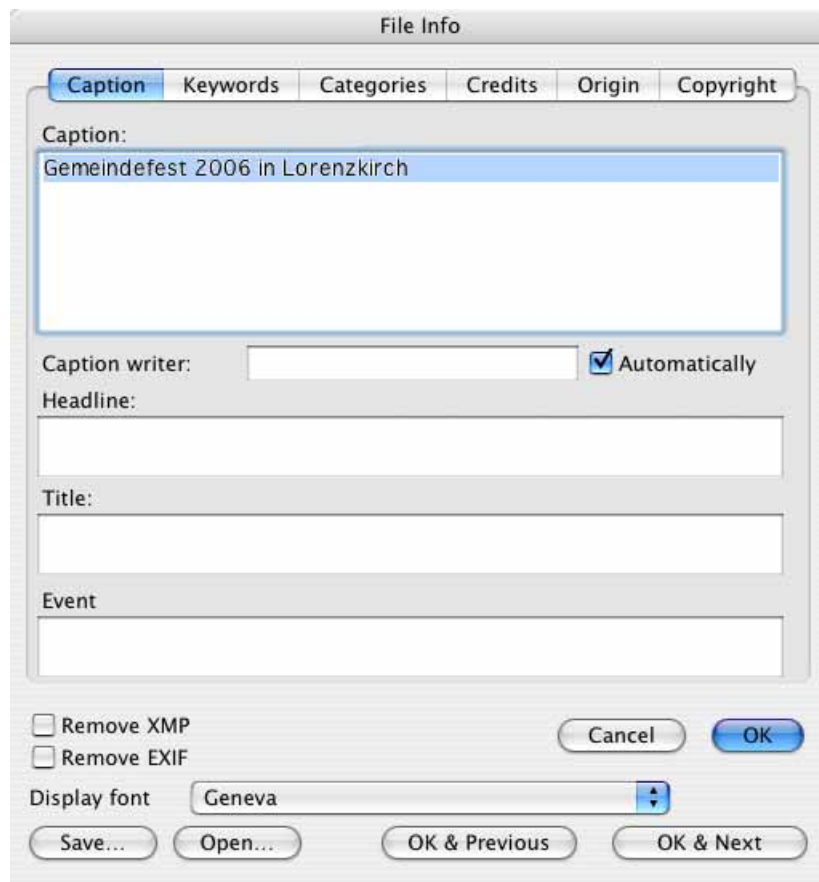 File Info
Caption Keywords Categories Credits Origin Copyright
Caption:
Gemeindefest 2006 in Lorenzkirch
Caption writer: Automatically
Headline:
Title:
Event
Remove XMP
Cancel OK
Remove EXIF
Display font Geneva
Save... Open... OK & Previous OK & Next